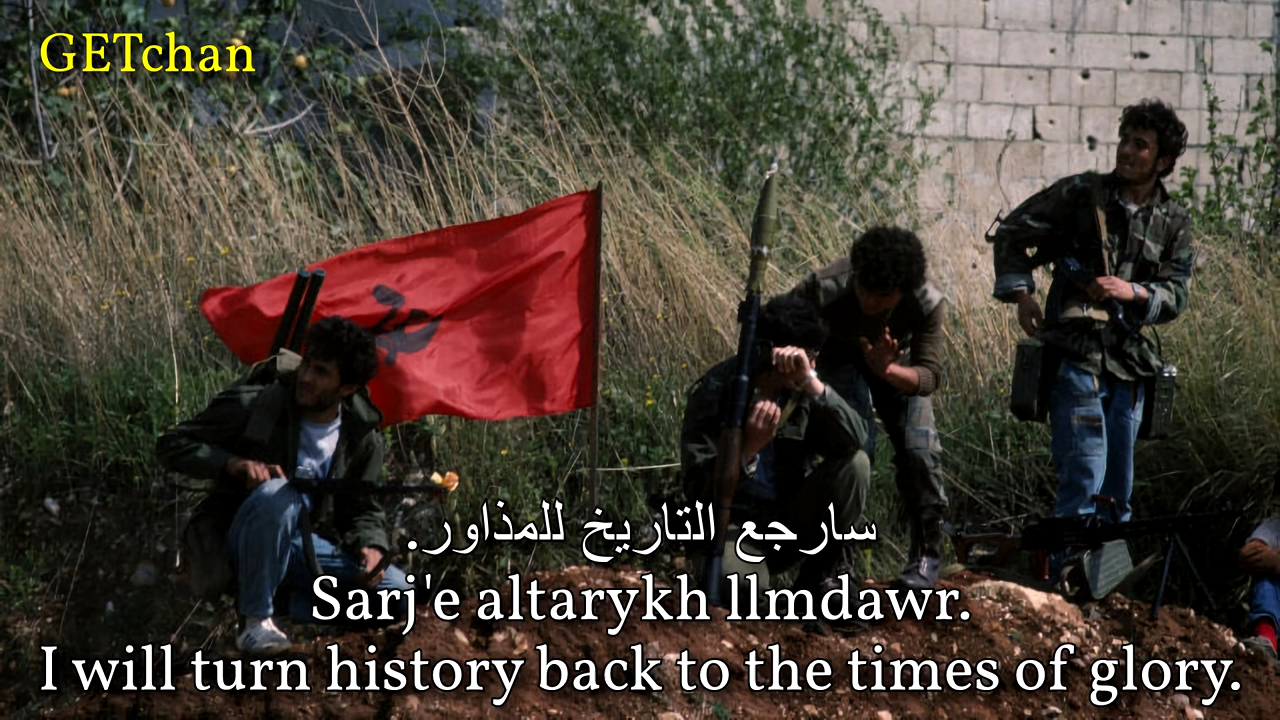 GETchan
سارجع التاريخ للمذاور.
Sarj'e altarykh llmdawr.
I will turn history back to the times of glory.